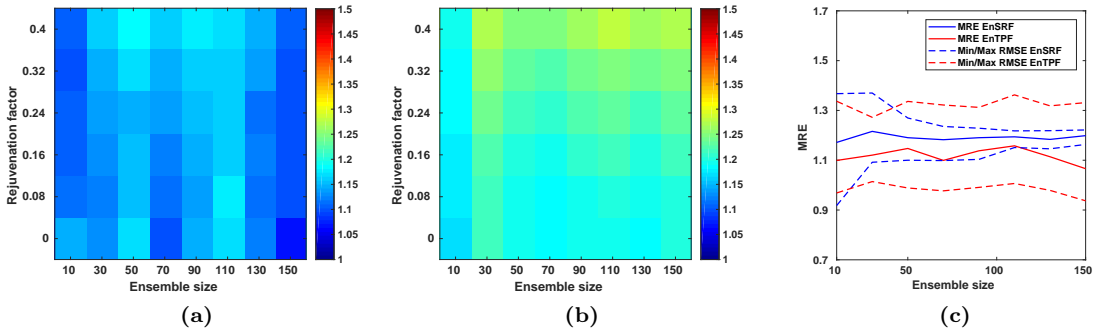 0.4
0.32
0.24
0.16
0.08
0
Rejuvenation factor
10 30 50 70 90 110 130 150
Ensemble size
1.5
1.45
1.4
1.35
1.3
1.25
1.2
1.15
1.1
1.05
1
(a)
0.4
0.32
0.24
0.16
0.08
0
Rejuvenation factor
10 30 50 70 90 110 130 150
Ensemble size
1.5
1.45
1.4
1.35
1.3
1.25
1.2
1.15
1.1
1.05
1
(b)
1.7
1.5
1.3
1.1
0.9
0.7
MRE
MRE EnSRF
MRE EnTPF
Min/Max RMSE EnSRF
Min/Max RMSE EnTPF
10 50 100 150
Ensemble size
(c)